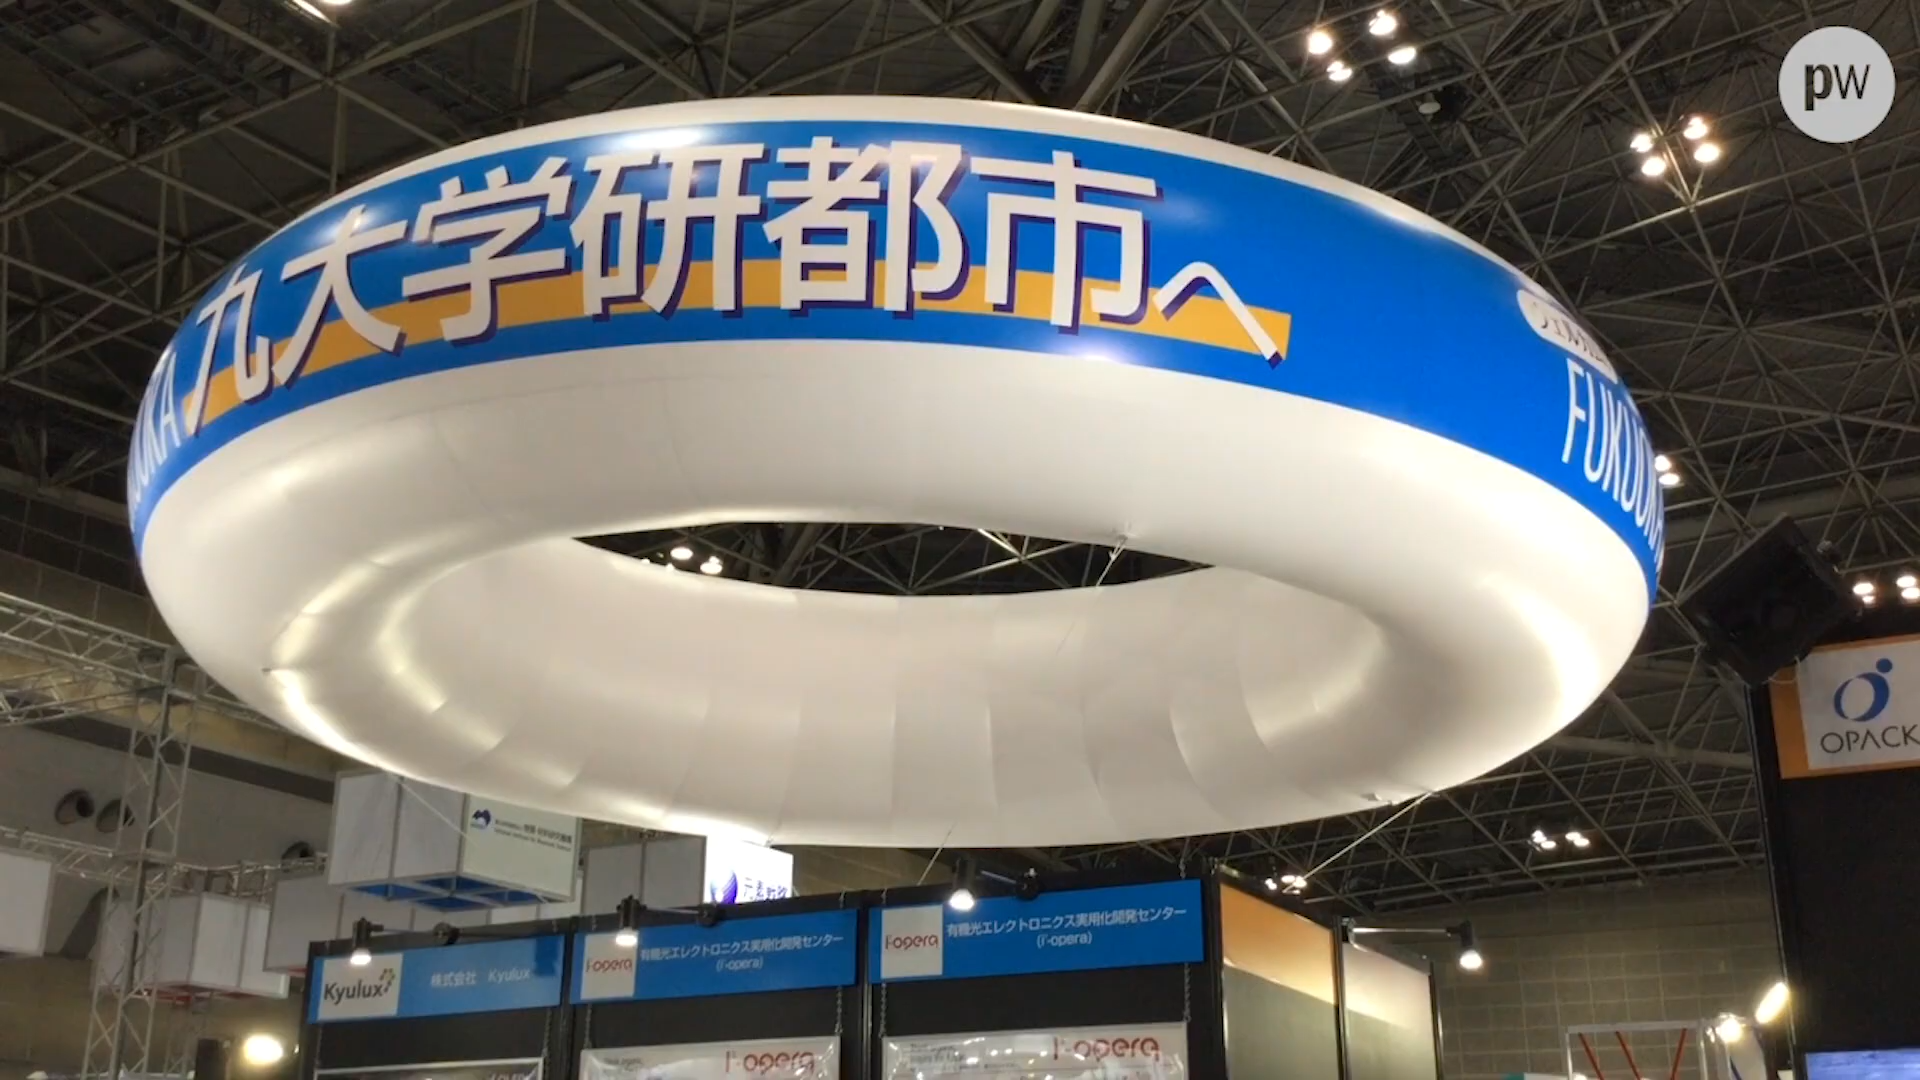 pw
九大学研都市へ
FUKUOKA
OPACK
Kyulux
株式会社 Kyulux
i³-opera
有機光エレクトロニクス実用化開発センター
(i³-opera)
i³-opera
有機光エレクトロニクス実用化開発センター
(i³-opera)
i³-opera
i³-opera